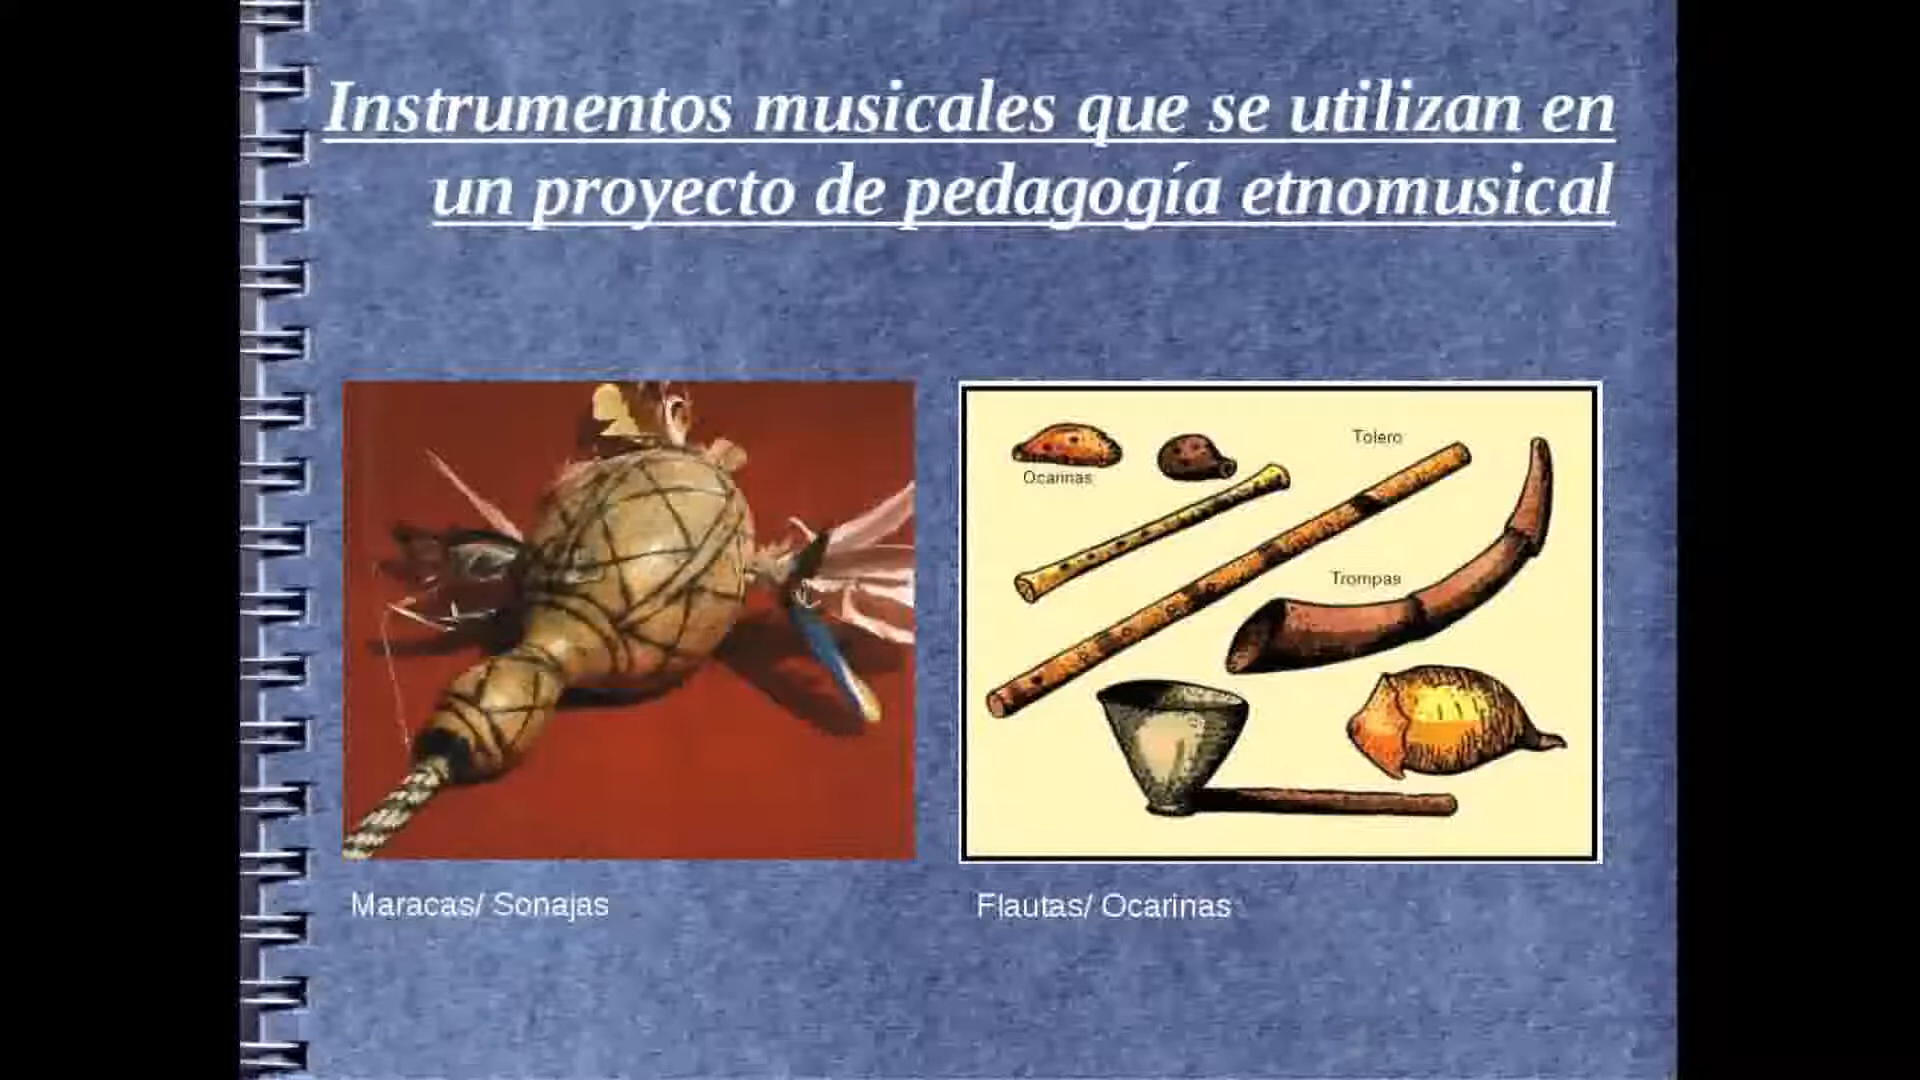 Instrumentos musicales que se utilizan en
un proyecto de pedagogía etnomusical
Ocarinas
Tolero
Trompas
Maracas/ Sonajas
Flautas/ Ocarinas